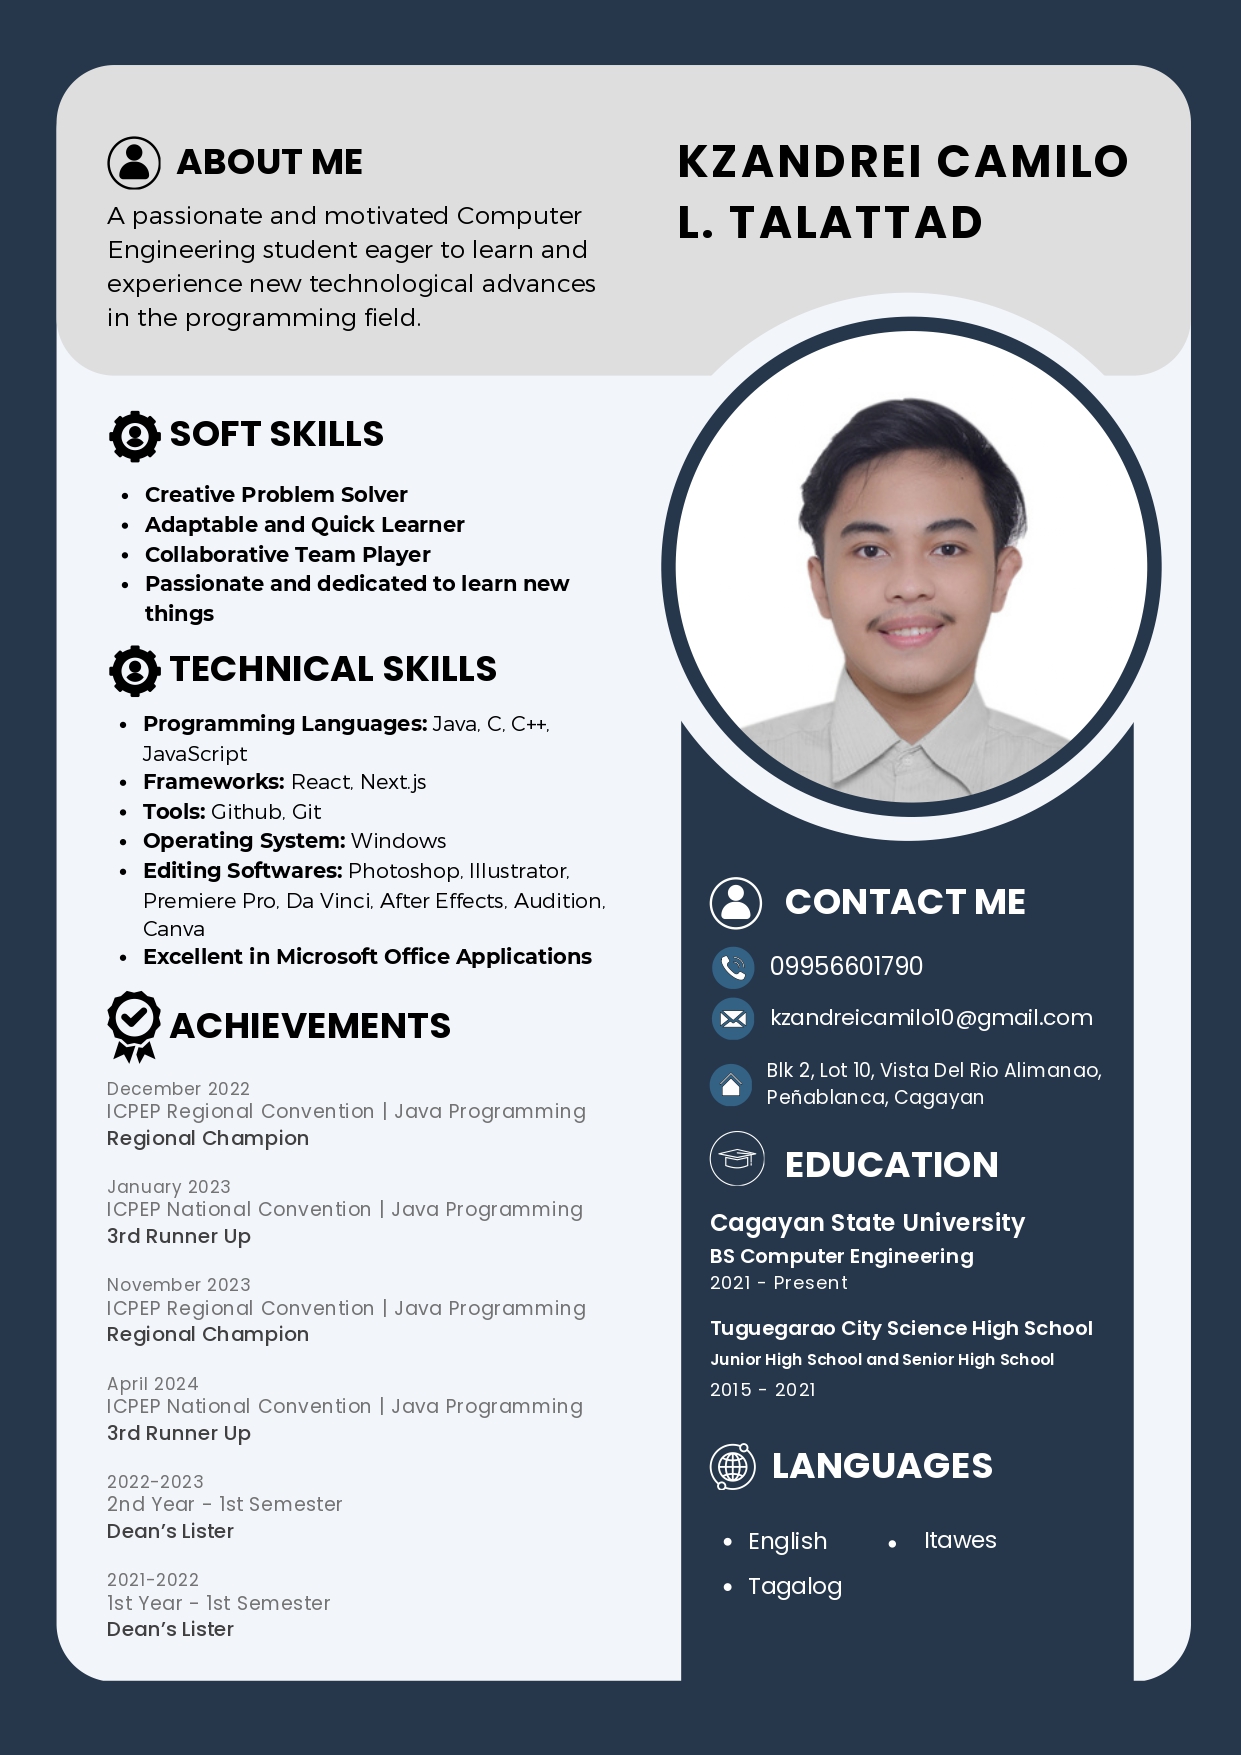 ABOUT ME
A passionate and motivated Computer
Engineering student eager to learn and
experience new technological advances
in the programming field.
KZANDREI CAMILO
L. TALATTAD
SOFT SKILLS
• Creative Problem Solver
• Adaptable and Quick Learner
• Collaborative Team Player
• Passionate and dedicated to learn new
things
TECHNICAL SKILLS
• Programming Languages: Java, C, C++,
JavaScript
• Frameworks: React, Next.js
• Tools: Github, Git
• Operating System: Windows
• Editing Softwares: Photoshop, Illustrator,
Premiere Pro, Da Vinci, After Effects, Audition,
Canva
• Excellent in Microsoft Office Applications
ACHIEVEMENTS
December 2022
ICPEP Regional Convention | Java Programming
Regional Champion
January 2023
ICPEP National Convention | Java Programming
3rd Runner Up
November 2023
ICPEP Regional Convention | Java Programming
Regional Champion
April 2024
ICPEP National Convention | Java Programming
3rd Runner Up
2022-2023
2nd Year - 1st Semester
Dean's Lister
2021-2022
1st Year - 1st Semester
Dean's Lister
CONTACT ME
09956601790
kzandreicamilo10@gmail.com
Blk 2, Lot 10, Vista Del Rio Alimanao,
Peñablanca, Cagayan
EDUCATION
Cagayan State University
BS Computer Engineering
2021 - Present
Tuguegarao City Science High School
Junior High School and Senior High School
2015 - 2021
LANGUAGES
• English
• Itawes
• Tagalog